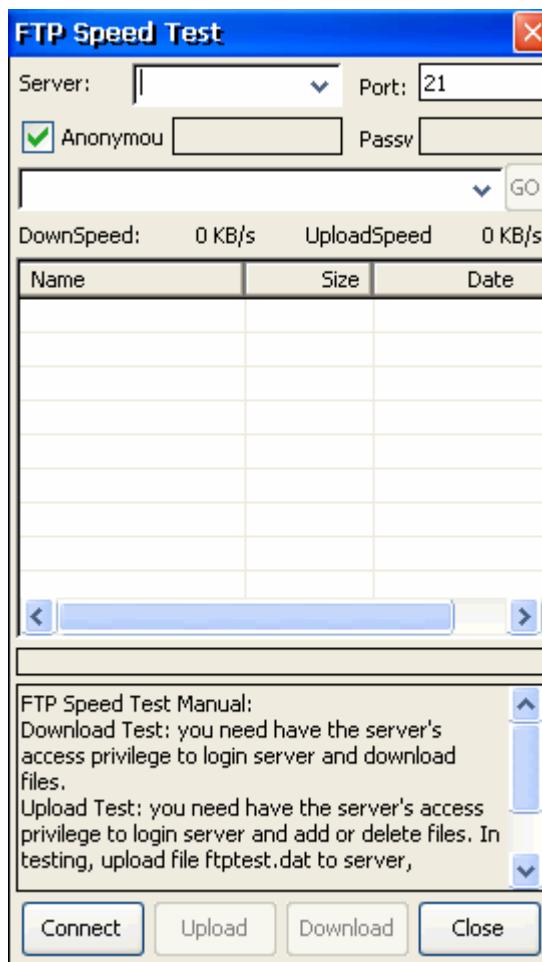 FTP Speed Test
Server: Port: 21
Anonymou Passv
GO
DownSpeed: 0 KB/s UploadSpeed 0 KB/s
Name Size Date
FTP Speed Test Manual:
Download Test: you need have the server's
access privilege to login server and download
files.
Upload Test: you need have the server's access
privilege to login server and add or delete files. In
testing, upload file ftptest.dat to server,
Connect Upload Download Close